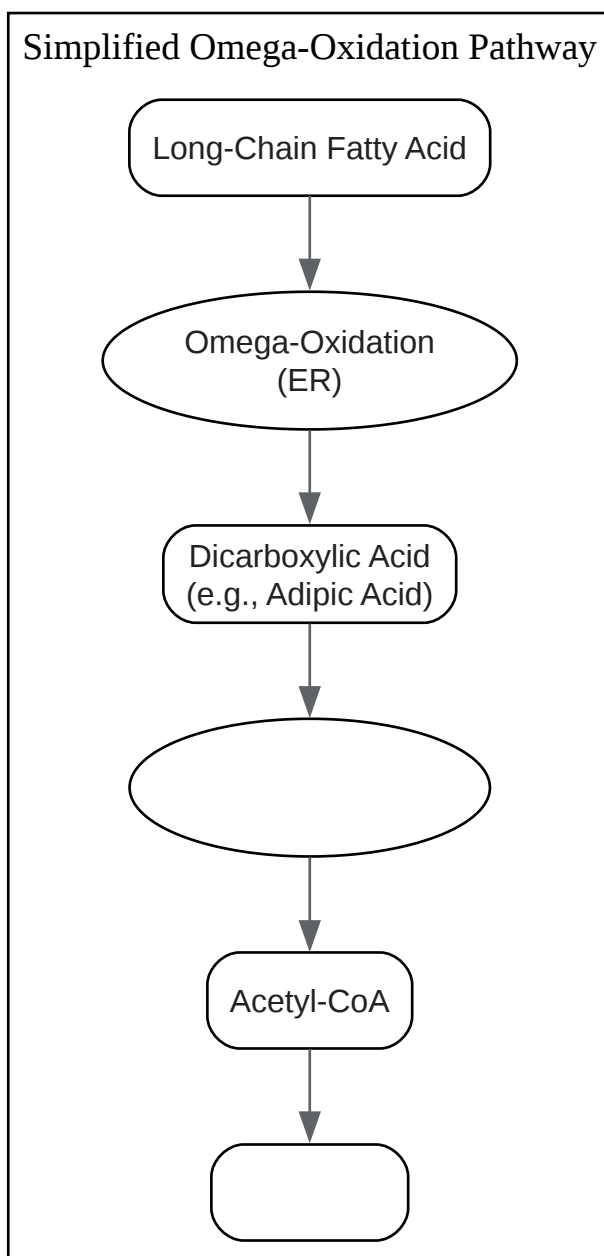 Simplified Omega-Oxidation Pathway
Long-Chain Fatty Acid
Omega-Oxidation
(ER)
Dicarboxylic Acid
(e.g., Adipic Acid)
Acetyl-CoA